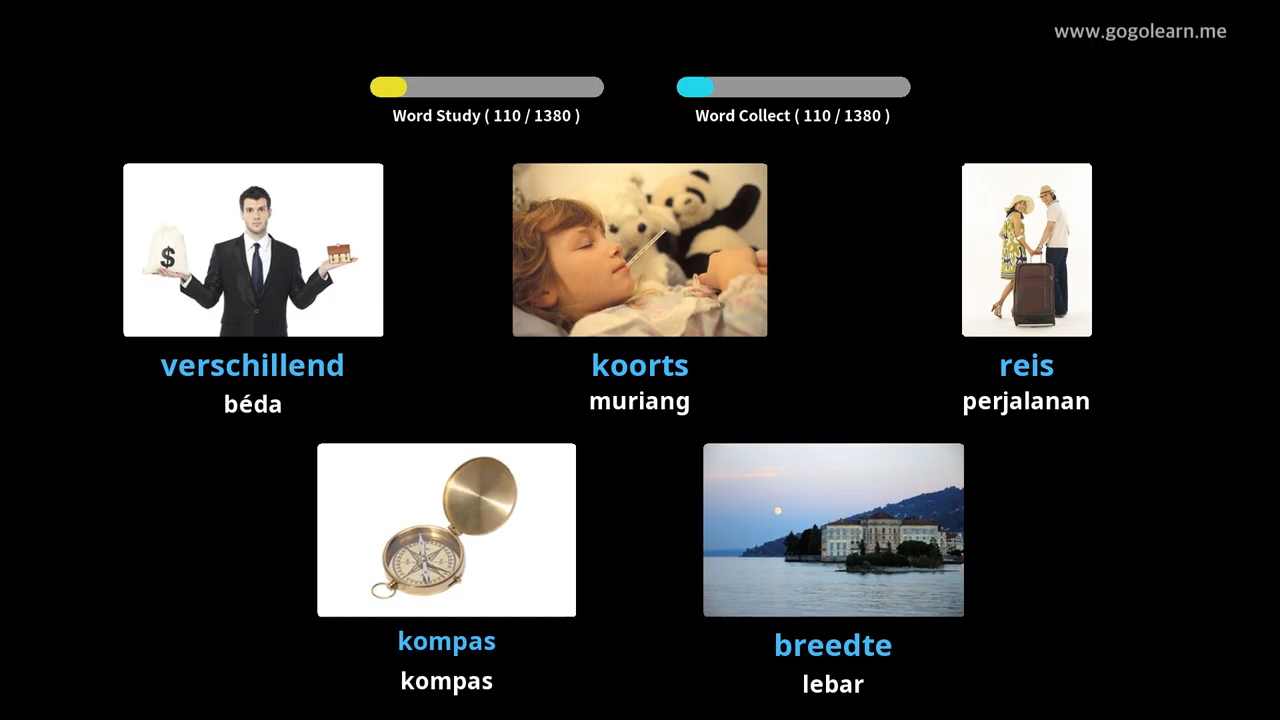 www.gogolearn.me
Word Study ( 110 / 1380 )
Word Collect ( 110 / 1380 )
$
verschillend
béda
koorts
muriang
reis
perjalanan
kompas
kompas
breedte
lebar